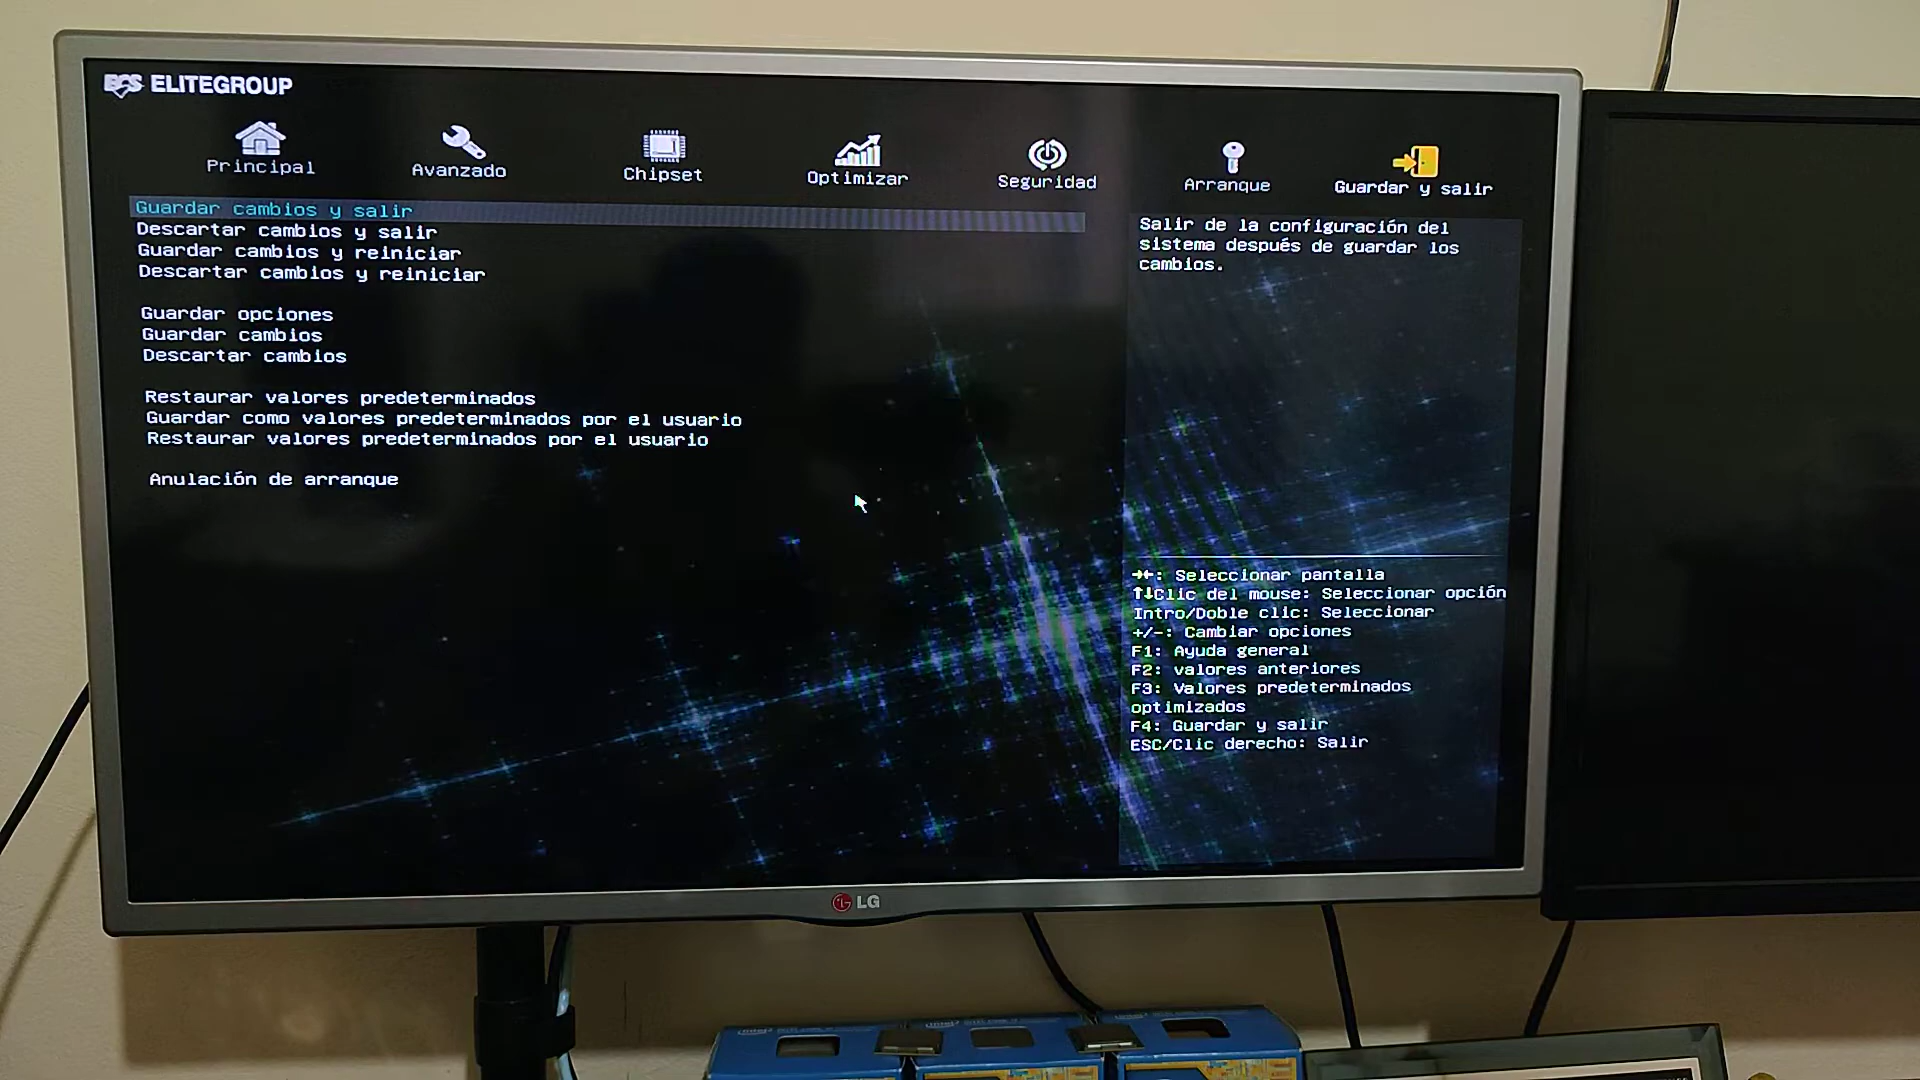 ECS ELITEGROUP
Principal
Avanzado
Chipset
Optimizar
Seguridad
Arranque
Guardar y salir
Guardar cambios y salir
Descartar cambios y salir
Guardar cambios y reiniciar
Descartar cambios y reiniciar
Guardar opciones
Guardar cambios
Descartar cambios
Restaurar valores predeterminados
Guardar como valores predeterminados por el usuario
Restaurar valores predeterminados por el usuario
Anulación de arranque
Salir de la configuración del
sistema después de guardar los
cambios.
→←: Seleccionar pantalla
↑↓Clic del mouse: Seleccionar opción
Intro/Doble clic: Seleccionar
+/-: Cambiar opciones
F1: Ayuda general
F2: valores anteriores
F3: Valores predeterminados
optimizados
F4: Guardar y salir
ESC/Clic derecho: Salir
LG